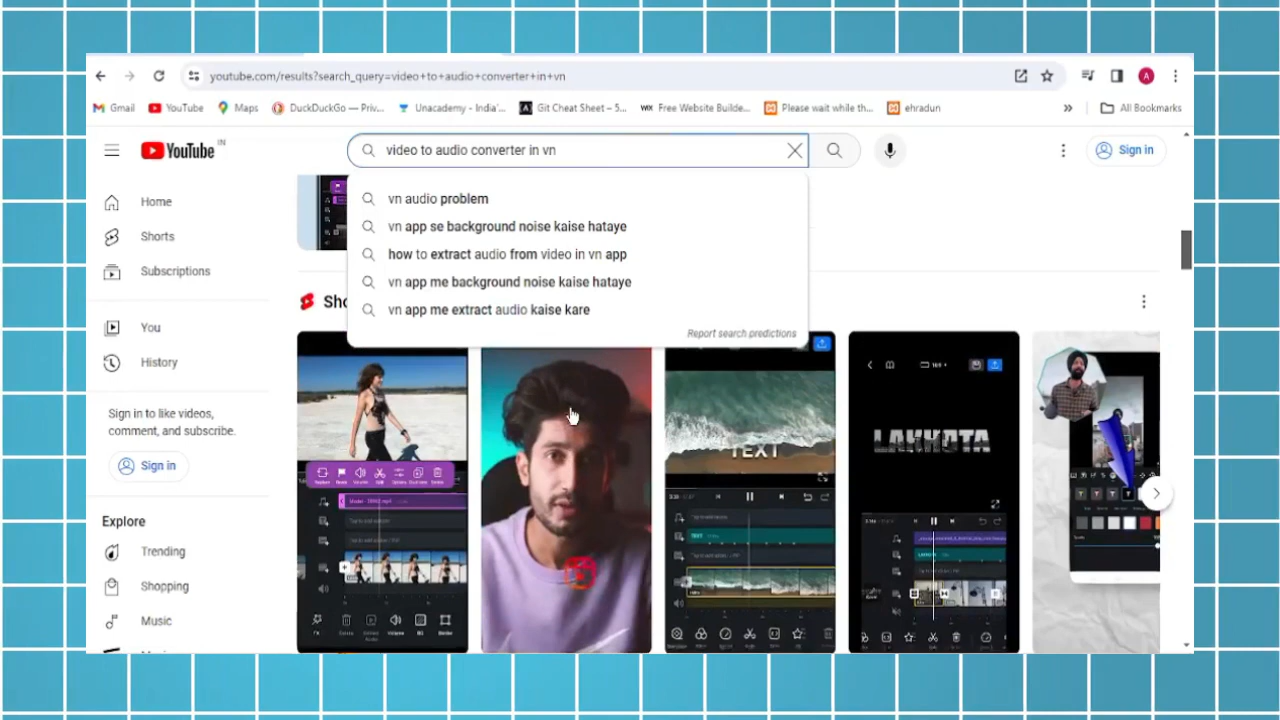 youtube.com/results?search_query=video+to+audio+converter+in+vn
A
Gmail
YouTube
Maps
DuckDuckGo — Priv...
Unacademy - India'...
Git Cheat Sheet – 5...
WIX Free Website Builde...
Please wait while th...
ehradun
»
All Bookmarks
YouTube IN
video to audio converter in vn
Sign in
vn audio problem
vn app se background noise kaise hataye
how to extract audio from video in vn app
vn app me background noise kaise hataye
vn app me extract audio kaise kare
Report search predictions
Home
Shorts
Subscriptions
You
History
Sign in to like videos,
comment, and subscribe.
Sign in
Explore
Trending
Shopping
Music
Sho
TEXT
LAKHOTA